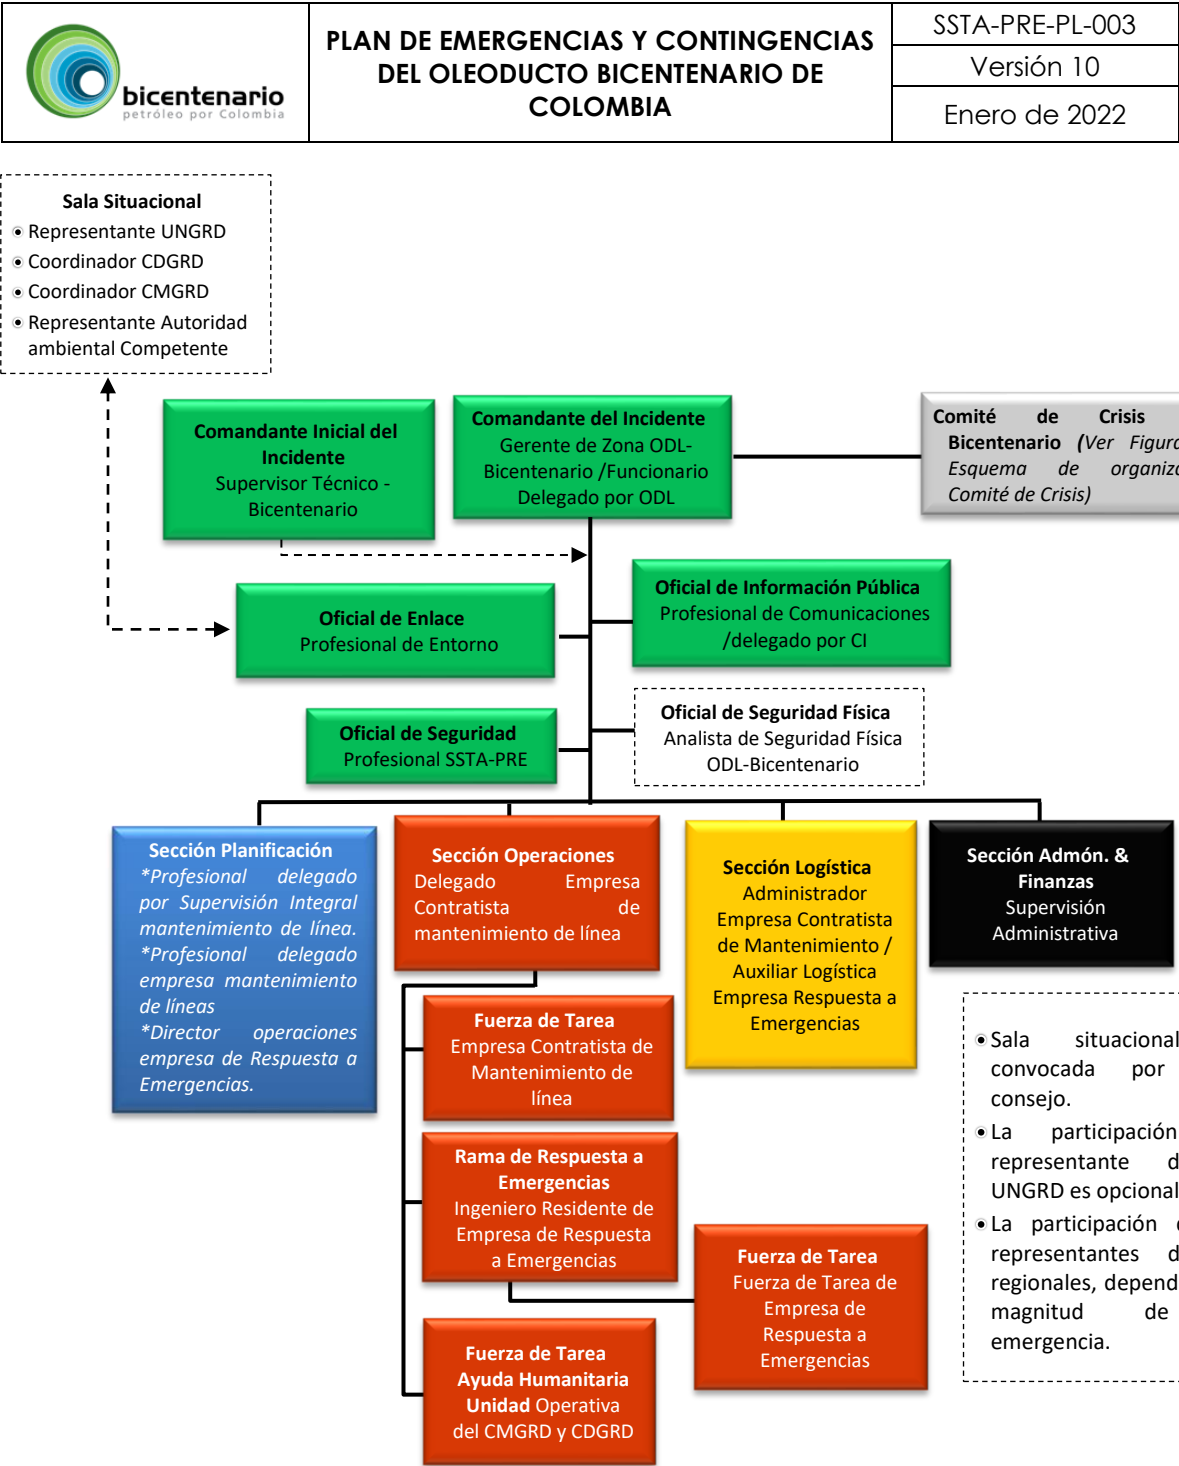 bicentenario
petróleo por Colombia
PLAN DE EMERGENCIAS Y CONTINGENCIAS
DEL OLEODUCTO BICENTENARIO DE
COLOMBIA
SSTA-PRE-PL-003
Versión 10
Enero de 2022
Sala Situacional
Representante UNGRD
Coordinador CDGRD
Coordinador CMGRD
Representante Autoridad
ambiental Competente
Comandante Inicial del
Incidente
Supervisor Técnico -
Bicentenario
Comandante del Incidente
Gerente de Zona ODL-
Bicentenario /Funcionario
Delegado por ODL
Comité de Crisis
Bicentenario (Ver Figura
Esquema de organiza
Comité de Crisis)
Oficial de Enlace
Profesional de Entorno
Oficial de Información Pública
Profesional de Comunicaciones
/delegado por CI
Oficial de Seguridad
Profesional SSTA-PRE
Oficial de Seguridad Física
Analista de Seguridad Física
ODL-Bicentenario
Sección Planificación
*Profesional delegado
por Supervisión Integral
mantenimiento de línea.
*Profesional delegado
empresa mantenimiento
de líneas
*Director operaciones
empresa de Respuesta a
Emergencias.
Sección Operaciones
Delegado Empresa
Contratista de
mantenimiento de línea
Sección Logística
Administrador
Empresa Contratista
de Mantenimiento /
Auxiliar Logística
Empresa Respuesta a
Emergencias
Sección Admón. &
Finanzas
Supervisión
Administrativa
Fuerza de Tarea
Empresa Contratista de
Mantenimiento de
línea
Rama de Respuesta a
Emergencias
Ingeniero Residente de
Empresa de Respuesta
a Emergencias
Fuerza de Tarea
Fuerza de Tarea de
Empresa de
Respuesta a
Emergencias
Fuerza de Tarea
Ayuda Humanitaria
Unidad Operativa
del CMGRD y CDGRD
Sala situacional
convocada por
consejo.
La participación
representante d
UNGRD es opcional
La participación
representantes d
regionales, depend
magnitud de
emergencia.